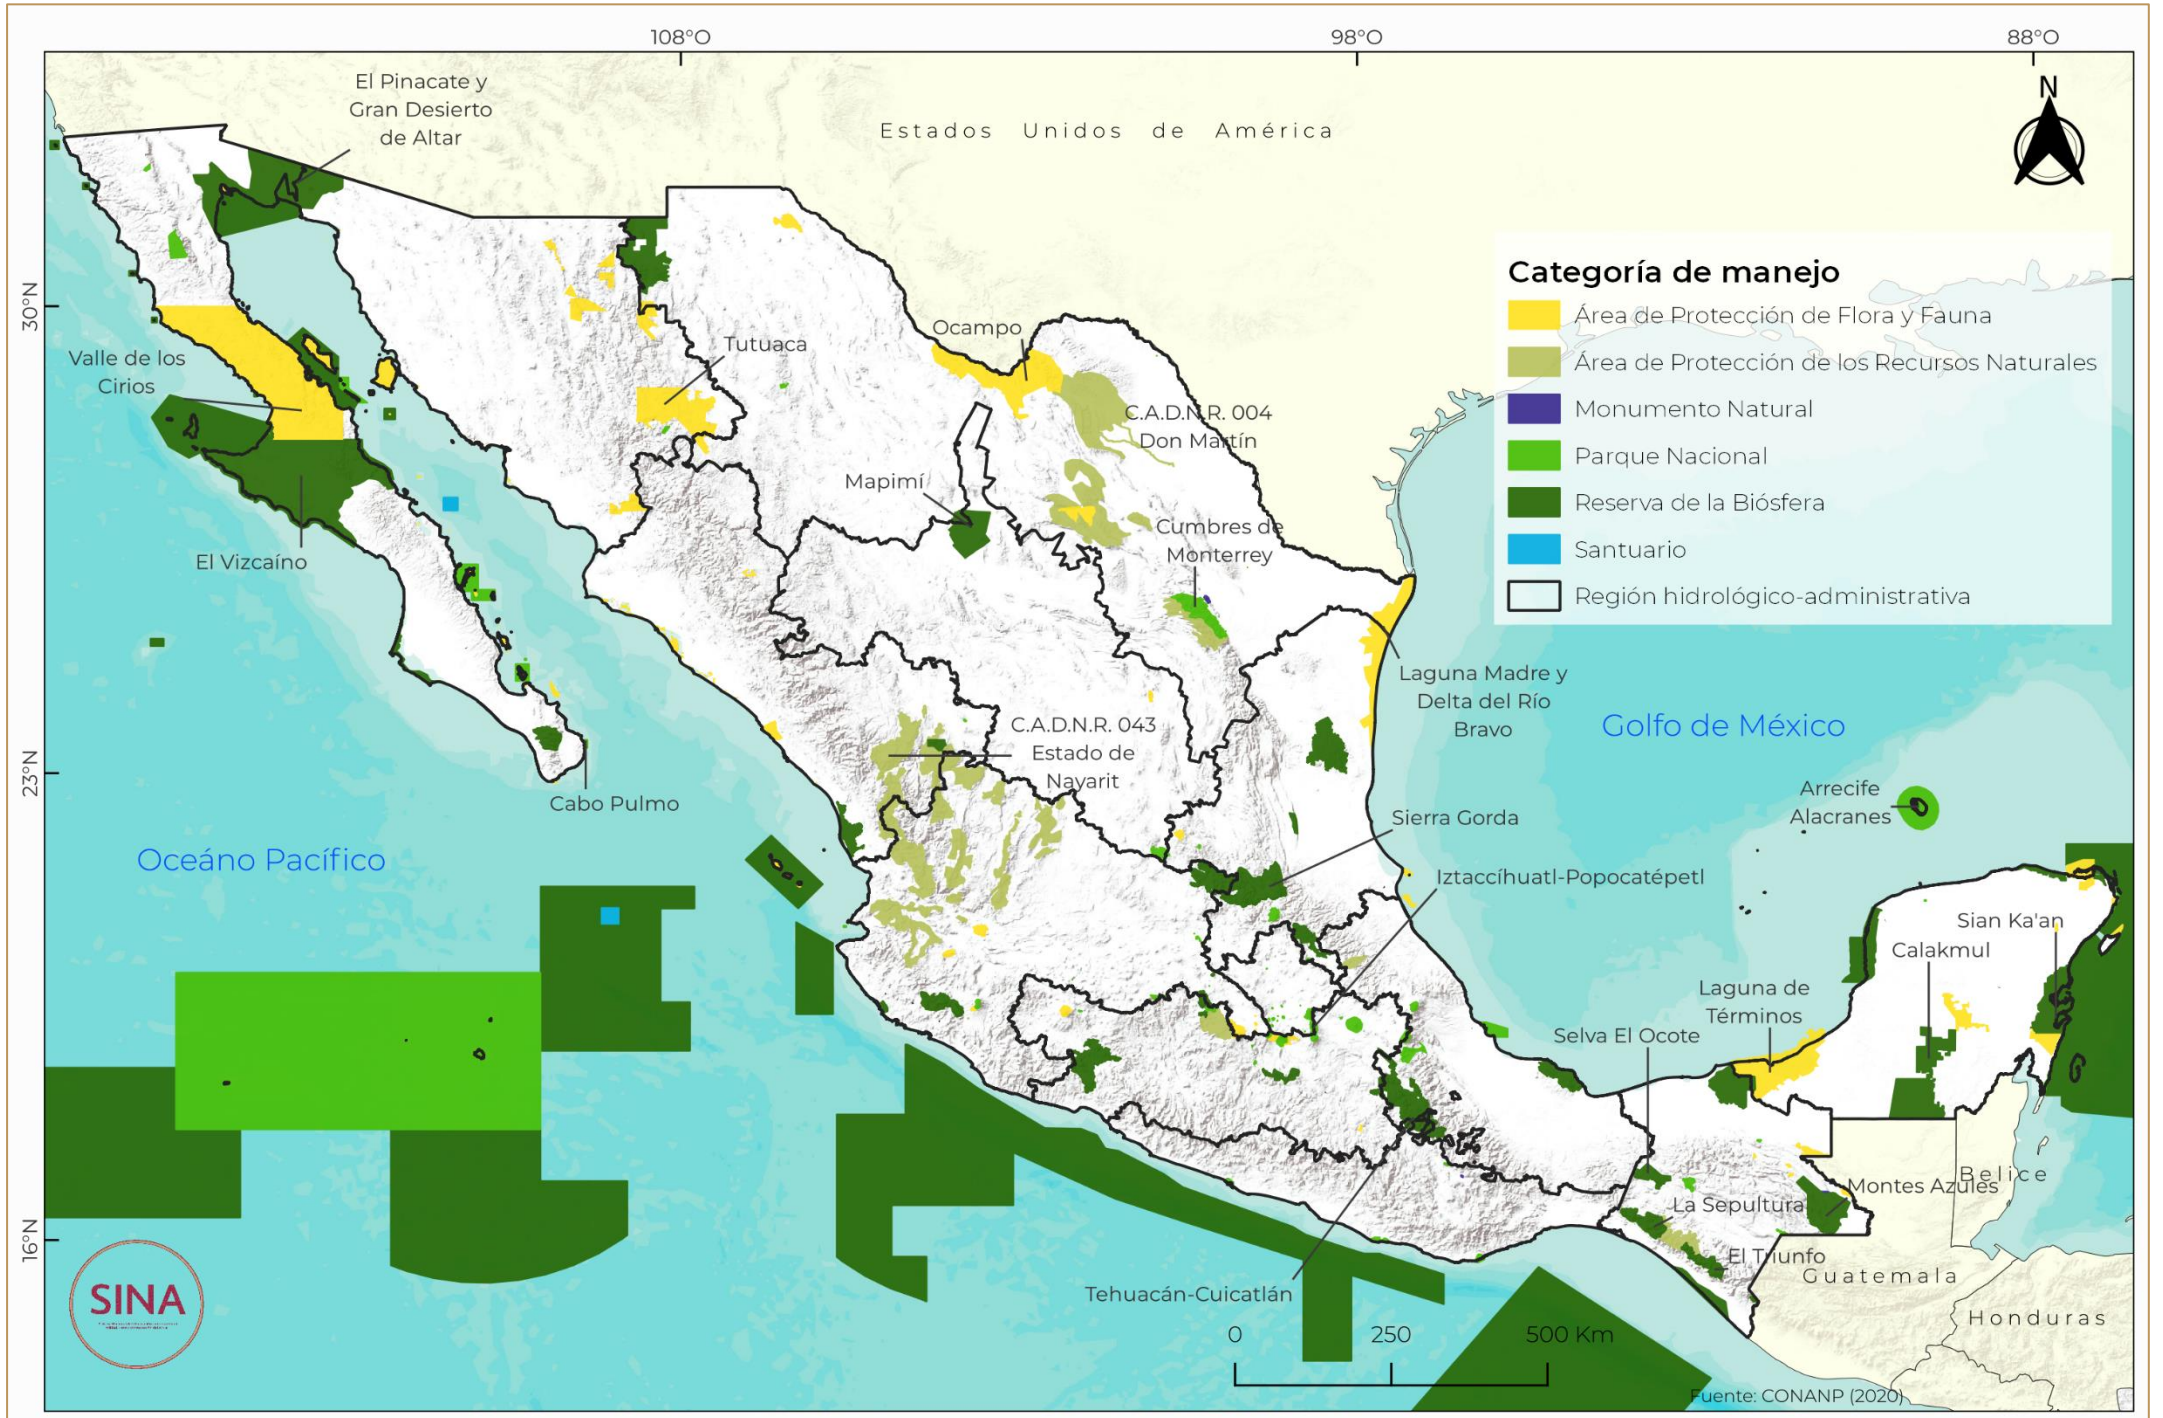 108°O
98°O
88°O
El Pinacate y
Gran Desierto
de Altar
Estados Unidos de América
N
30°N
23°N
16°N
Categoría de manejo
Área de Protección de Flora y Fauna
Área de Protección de los Recursos Naturales
Monumento Natural
Parque Nacional
Reserva de la Biósfera
Santuario
Región hidrológico-administrativa
Ocampo
Tutuaca
Valle de los
Cirios
C.A.D.N.R. 004
Don Martín
Mapimí
Cumbres de
Monterrey
El Vizcaíno
Laguna Madre y
Delta del Río
Bravo
Golfo de México
C.A.D.N.R. 043
Estado de
Nayarit
Cabo Pulmo
Arrecife
Alacranes
Sierra Gorda
Oceáno Pacífico
Iztaccíhuatl-Popocatépetl
Sian Ka'an
Calakmul
Laguna de
Términos
Selva El Ocote
Belice
Montes Azules
La Sepultura
El Triunfo
Guatemala
Tehuacán-Cuicatlán
Honduras
SINA
0 250 500 Km
Fuente: CONANP (2020)